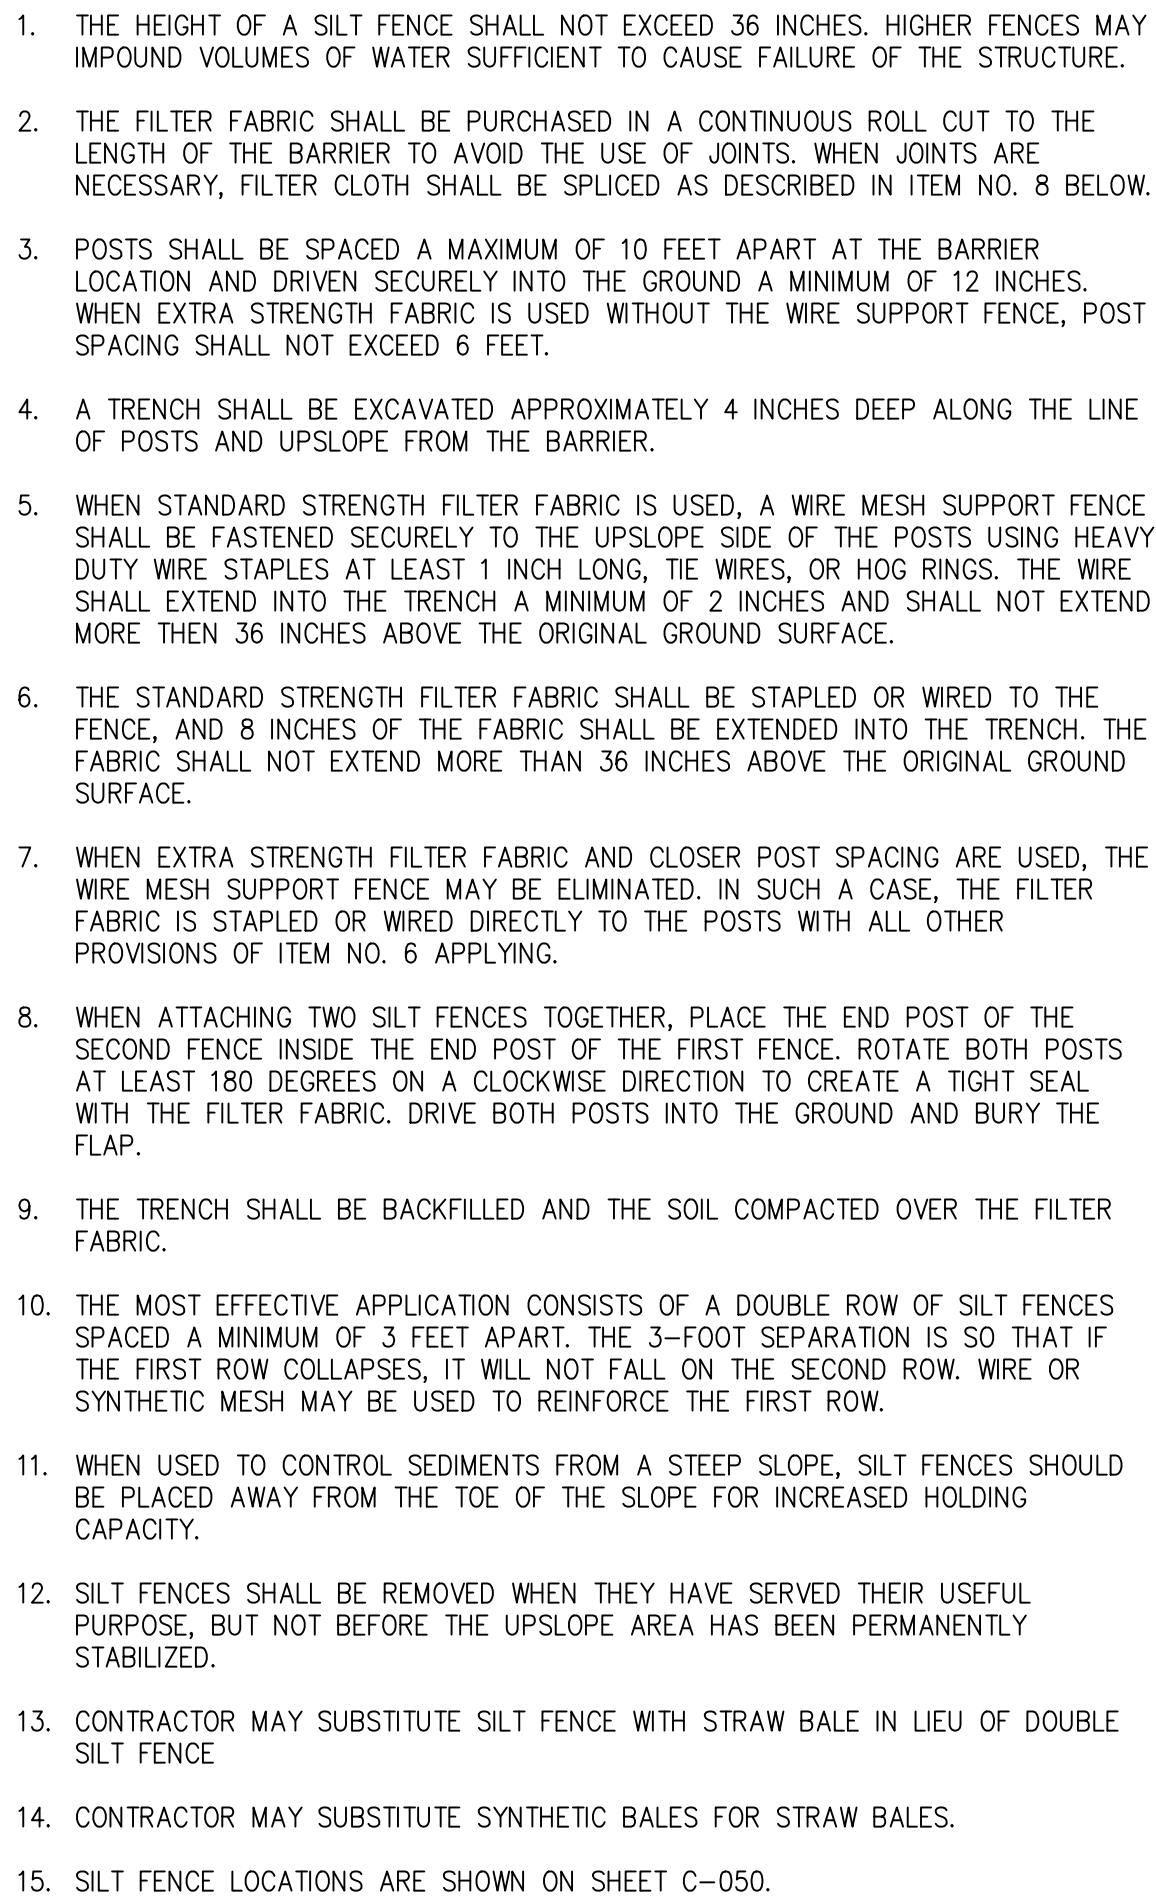 1. THE HEIGHT OF A SILT FENCE SHALL NOT EXCEED 36 INCHES. HIGHER FENCES MAY
IMPOUND VOLUMES OF WATER SUFFICIENT TO CAUSE FAILURE OF THE STRUCTURE.
2. THE FILTER FABRIC SHALL BE PURCHASED IN A CONTINUOUS ROLL CUT TO THE
LENGTH OF THE BARRIER TO AVOID THE USE OF JOINTS. WHEN JOINTS ARE
NECESSARY, FILTER CLOTH SHALL BE SPLICED AS DESCRIBED IN ITEM NO. 8 BELOW.
3. POSTS SHALL BE SPACED A MAXIMUM OF 10 FEET APART AT THE BARRIER
LOCATION AND DRIVEN SECURELY INTO THE GROUND A MINIMUM OF 12 INCHES.
WHEN EXTRA STRENGTH FABRIC IS USED WITHOUT THE WIRE SUPPORT FENCE, POST
SPACING SHALL NOT EXCEED 6 FEET.
4. A TRENCH SHALL BE EXCAVATED APPROXIMATELY 4 INCHES DEEP ALONG THE LINE
OF POSTS AND UPSLOPE FROM THE BARRIER.
5. WHEN STANDARD STRENGTH FILTER FABRIC IS USED, A WIRE MESH SUPPORT FENCE
SHALL BE FASTENED SECURELY TO THE UPSLOPE SIDE OF THE POSTS USING HEAVY
DUTY WIRE STAPLES AT LEAST 1 INCH LONG, TIE WIRES, OR HOG RINGS. THE WIRE
SHALL EXTEND INTO THE TRENCH A MINIMUM OF 2 INCHES AND SHALL NOT EXTEND
MORE THEN 36 INCHES ABOVE THE ORIGINAL GROUND SURFACE.
6. THE STANDARD STRENGTH FILTER FABRIC SHALL BE STAPLED OR WIRED TO THE
FENCE, AND 8 INCHES OF THE FABRIC SHALL BE EXTENDED INTO THE TRENCH. THE
FABRIC SHALL NOT EXTEND MORE THAN 36 INCHES ABOVE THE ORIGINAL GROUND
SURFACE.
7. WHEN EXTRA STRENGTH FILTER FABRIC AND CLOSER POST SPACING ARE USED, THE
WIRE MESH SUPPORT FENCE MAY BE ELIMINATED. IN SUCH A CASE, THE FILTER
FABRIC IS STAPLED OR WIRED DIRECTLY TO THE POSTS WITH ALL OTHER
PROVISIONS OF ITEM NO. 6 APPLYING.
8. WHEN ATTACHING TWO SILT FENCES TOGETHER, PLACE THE END POST OF THE
SECOND FENCE INSIDE THE END POST OF THE FIRST FENCE. ROTATE BOTH POSTS
AT LEAST 180 DEGREES ON A CLOCKWISE DIRECTION TO CREATE A TIGHT SEAL
WITH THE FILTER FABRIC. DRIVE BOTH POSTS INTO THE GROUND AND BURY THE
FLAP.
9. THE TRENCH SHALL BE BACKFILLED AND THE SOIL COMPACTED OVER THE FILTER
FABRIC.
10. THE MOST EFFECTIVE APPLICATION CONSISTS OF A DOUBLE ROW OF SILT FENCES
SPACED A MINIMUM OF 3 FEET APART. THE 3-FOOT SEPARATION IS SO THAT IF
THE FIRST ROW COLLAPSES, IT WILL NOT FALL ON THE SECOND ROW. WIRE OR
SYNTHETIC MESH MAY BE USED TO REINFORCE THE FIRST ROW.
11. WHEN USED TO CONTROL SEDIMENTS FROM A STEEP SLOPE, SILT FENCES SHOULD
BE PLACED AWAY FROM THE TOE OF THE SLOPE FOR INCREASED HOLDING
CAPACITY.
12. SILT FENCES SHALL BE REMOVED WHEN THEY HAVE SERVED THEIR USEFUL
PURPOSE, BUT NOT BEFORE THE UPSLOPE AREA HAS BEEN PERMANENTLY
STABILIZED.
13. CONTRACTOR MAY SUBSTITUTE SILT FENCE WITH STRAW BALE IN LIEU OF DOUBLE
SILT FENCE
14. CONTRACTOR MAY SUBSTITUTE SYNTHETIC BALES FOR STRAW BALES.
15. SILT FENCE LOCATIONS ARE SHOWN ON SHEET C-050.